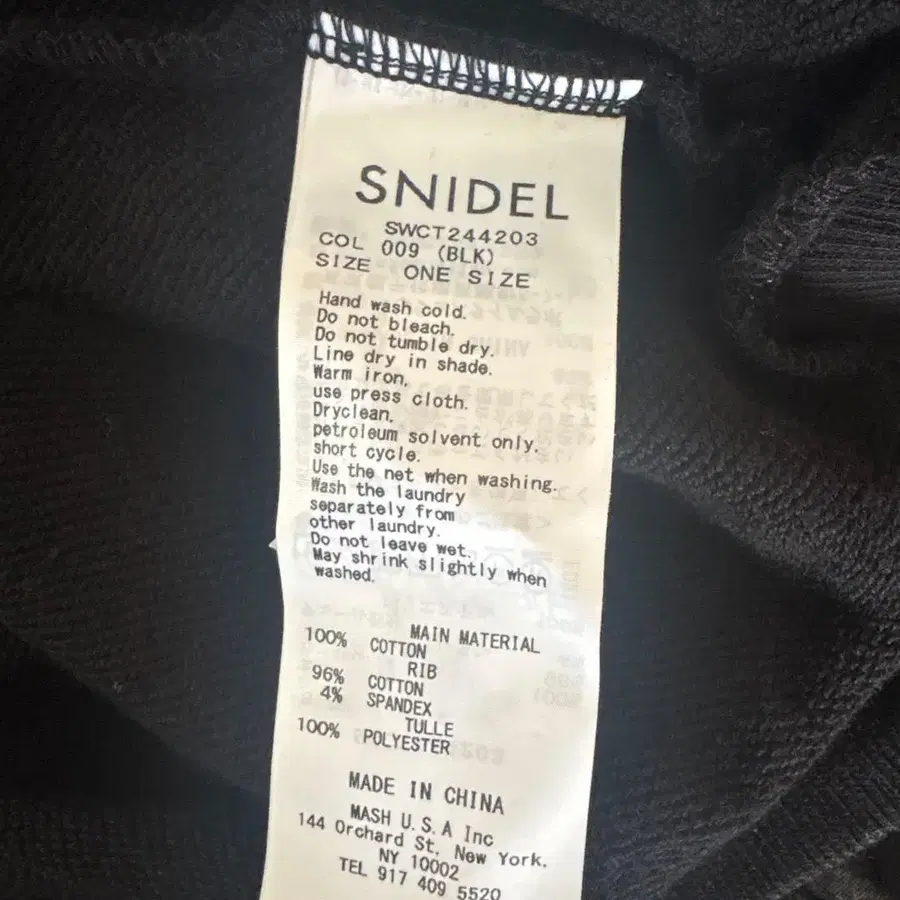 SNIDEL
SWCT244203
COL 009 (BLK)
SIZE ONE SIZE
Hand wash cold.
Do not bleach.
Do not tumble dry.
Line dry in shade.
Warm iron,
use press cloth.
Dryclean,
petroleum solvent only,
short cycle.
Use the net when washing.
Wash the laundry
separately from
other laundry.
Do not leave wet.
May shrink slightly when
washed.
MAIN MATERIAL
100% COTTON
RIB
96% COTTON
4% SPANDEX
TULLE
100% POLYESTER
MADE IN CHINA
MASH U.S.A Inc
144 Orchard St, New York.
NY 10002
TEL 917 409 5520